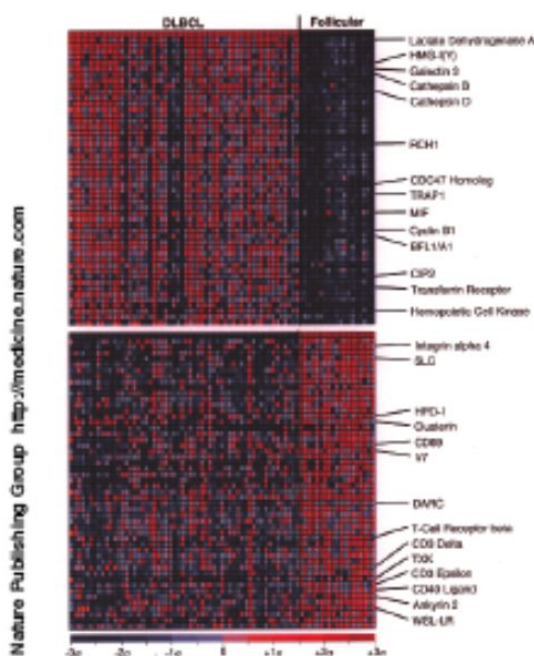 DLBCL Follicular
Lactate Dehydrogenase A
HMG-I(Y)
Galectin 3
Cathepsin B
Cathepsin D
RCH1
CDC47 Homolog
TRAP1
MIF
Cyclin B1
BFL1/A1
CIP2
Transferrin Receptor
Hemopoietic Cell Kinase
Integrin alpha 4
SLC
HPD-1
Clusterin
CD69
V7
DARC
T-Cell Receptor beta
CD3 Delta
TXK
CD3 Epsilon
CD40 Ligand
Ankyrin 2
WSL-LR
-3σ -2σ -1σ 0 +1σ +2σ +3σ
Nature Publishing Group http://medicine.nature.com